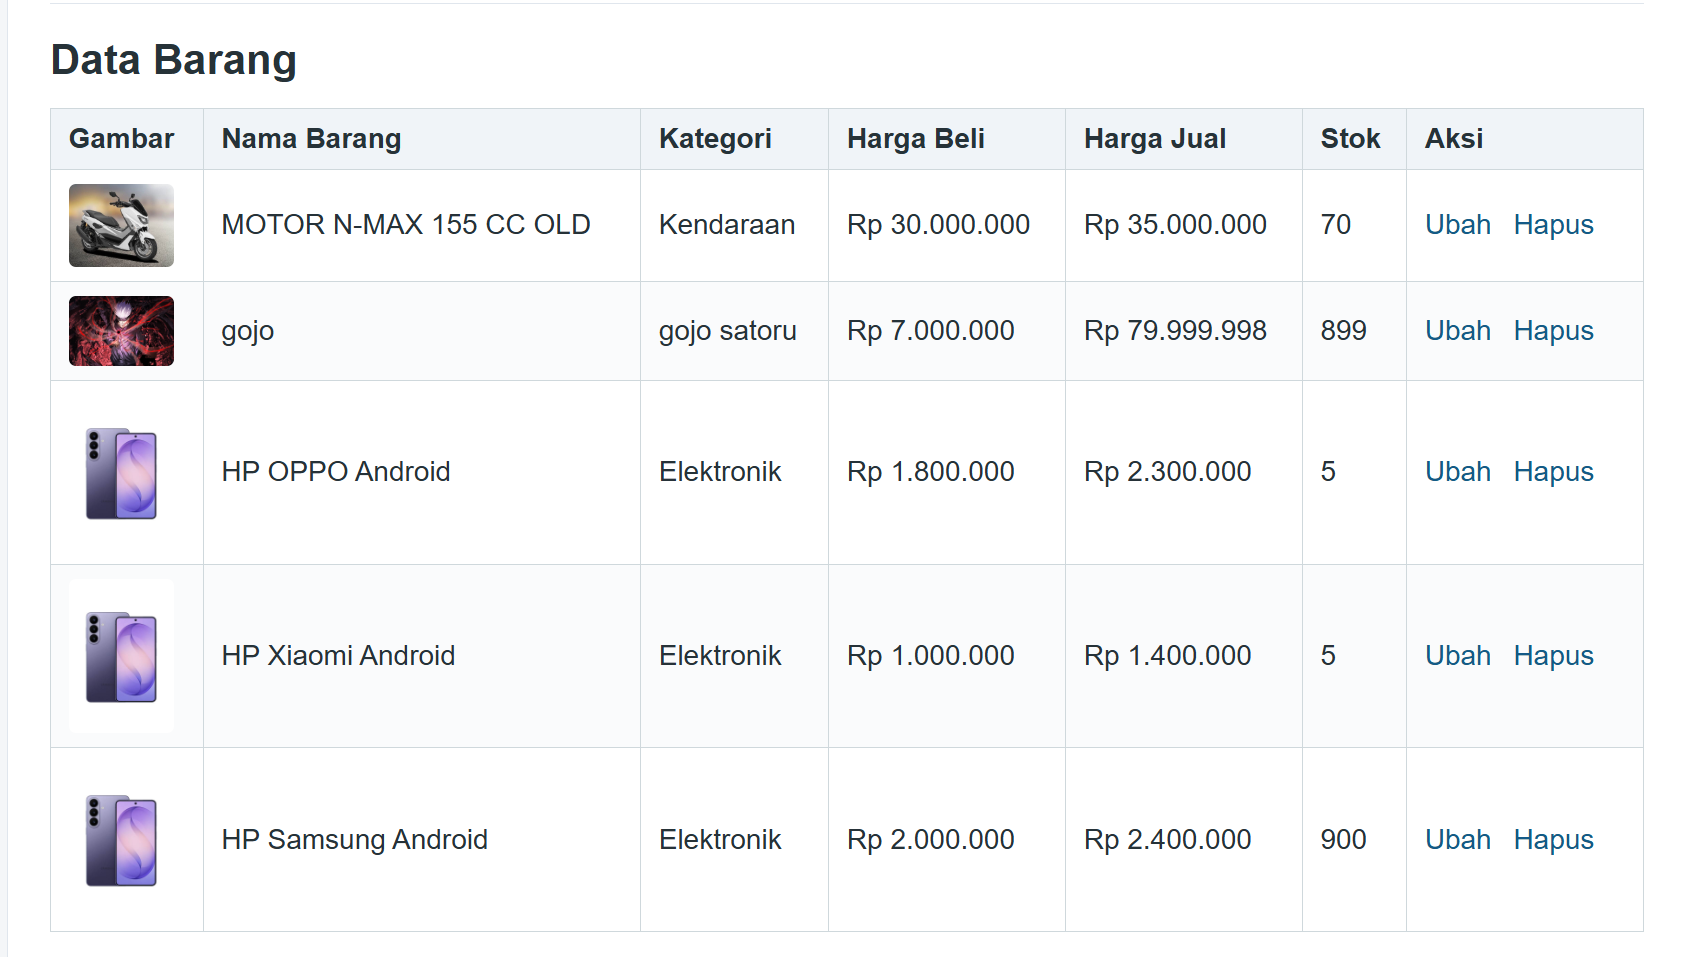 Data Barang
Gambar Nama Barang Kategori Harga Beli Harga Jual Stok Aksi
MOTOR N-MAX 155 CC OLD Kendaraan Rp 30.000.000 Rp 35.000.000 70 Ubah Hapus
gojo gojo satoru Rp 7.000.000 Rp 79.999.998 899 Ubah Hapus
HP OPPO Android Elektronik Rp 1.800.000 Rp 2.300.000 5 Ubah Hapus
HP Xiaomi Android Elektronik Rp 1.000.000 Rp 1.400.000 5 Ubah Hapus
HP Samsung Android Elektronik Rp 2.000.000 Rp 2.400.000 900 Ubah Hapus